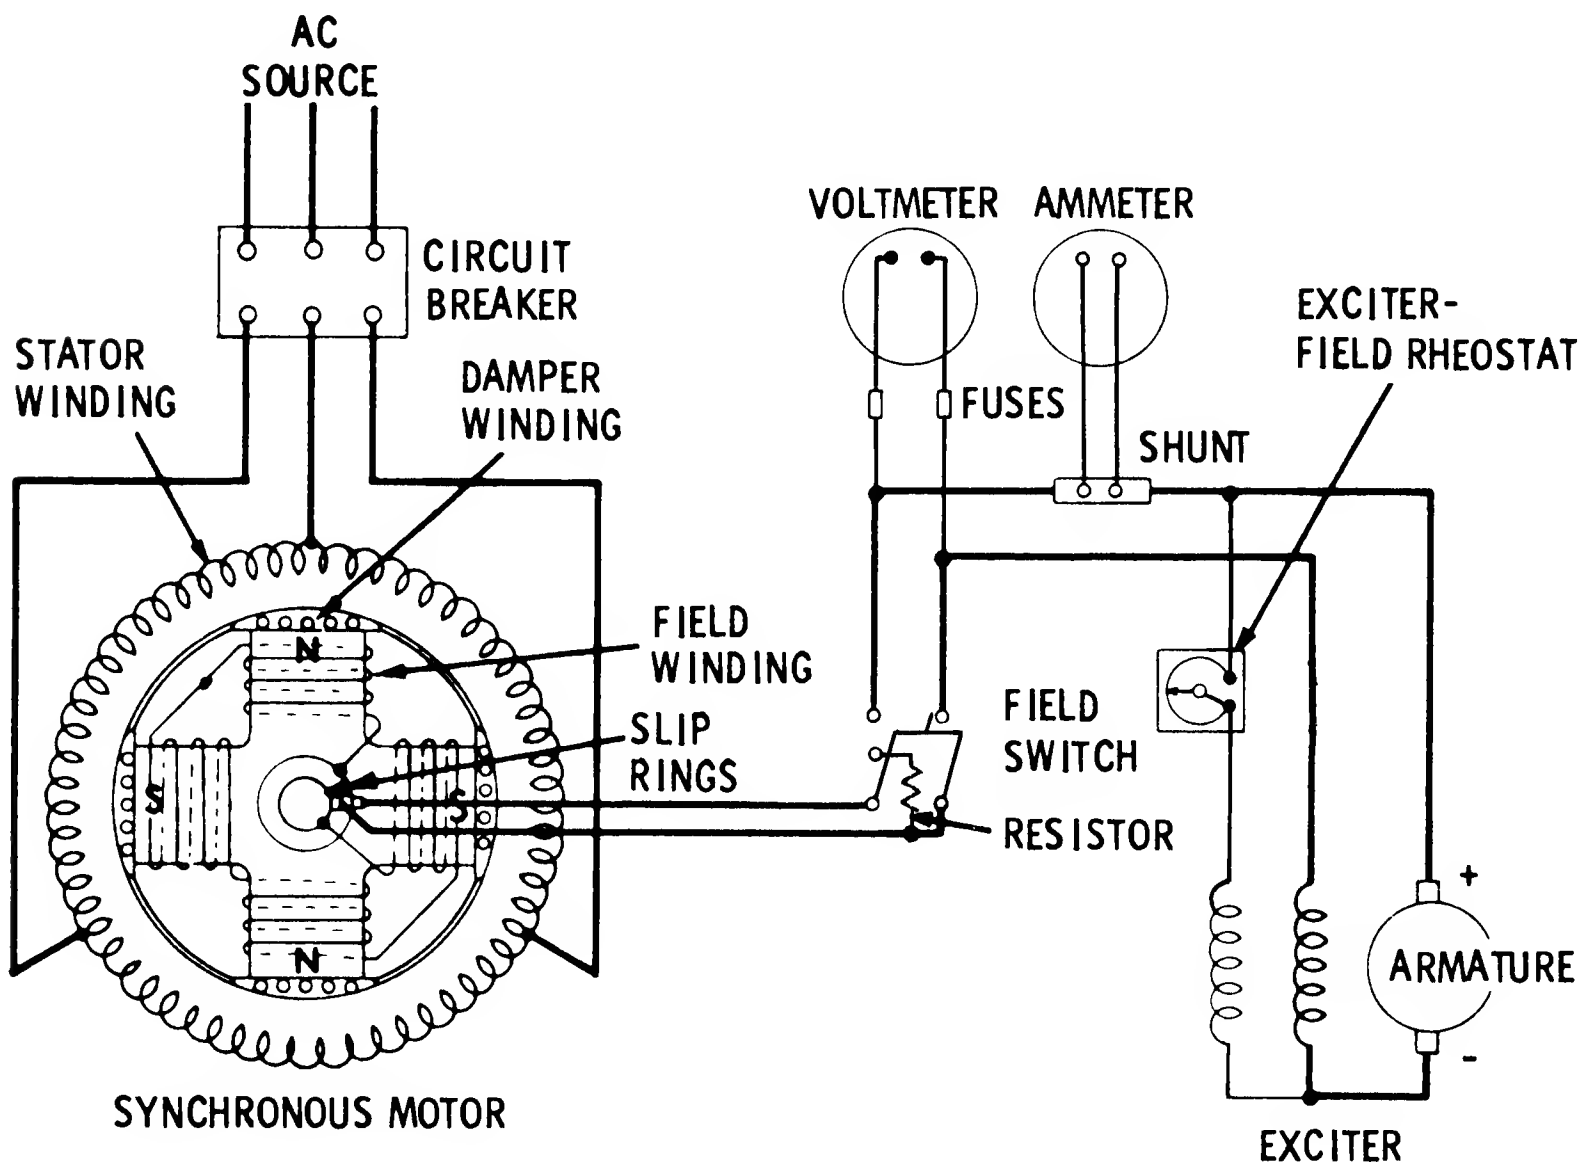 AC
SOURCE
CIRCUIT
BREAKER
STATOR
WINDING
DAMPER
WINDING
VOLTMETER
AMMETER
EXCITER-
FIELD RHEOSTAT
FUSES
SHUNT
FIELD
WINDING
SLIP
RINGS
FIELD
SWITCH
RESISTOR
N
S
S
N
+
ARMATURE
-
SYNCHRONOUS MOTOR
EXCITER